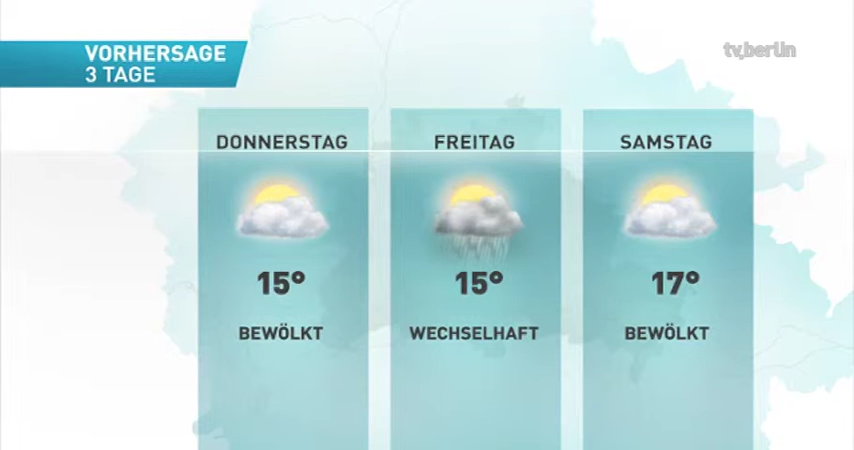 VORHERSAGE
3 TAGE
tv.berlin
DONNERSTAG
FREITAG
SAMSTAG
15°
15°
17°
BEWÖLKT
WECHSELHAFT
BEWÖLKT